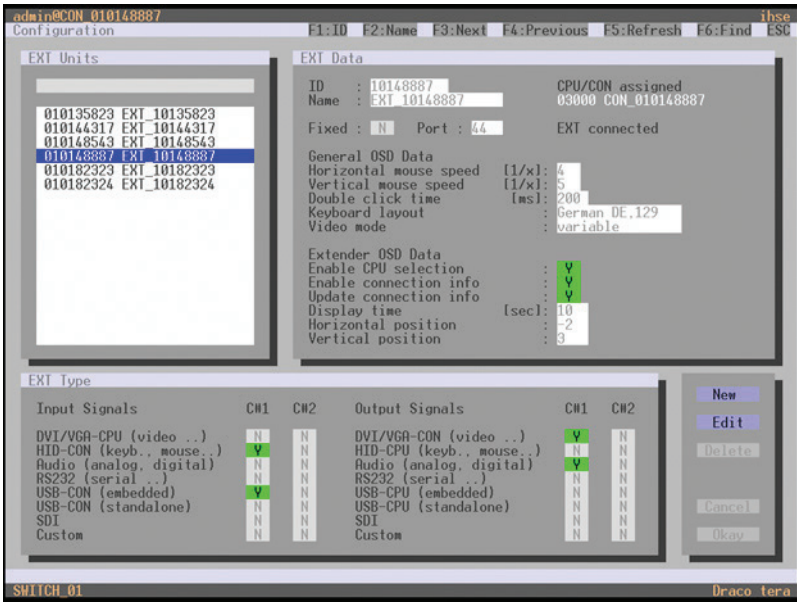 admin@CON_010148887 ihse
Configuration F1:ID F2:Name F3:Next F4:Previous F5:Refresh F6:Find ESC
EXT Units
010135823 EXT_10135823
010144317 EXT_10144317
010148543 EXT_10148543
010148887 EXT_10148887
010182323 EXT_10182323
010182324 EXT_10182324
EXT Data
ID : 10148887 CPU/CON assigned
Name : EXT_10148887 03000 CON_010148887
Fixed : N Port : 44 EXT connected
General OSD Data
Horizontal mouse speed [1/x]: 4
Vertical mouse speed [1/x]: 5
Double click time [ms]: 200
Keyboard layout : German DE,129
Video mode : variable
Extender OSD Data
Enable CPU selection : Y
Enable connection info : Y
Update connection info : Y
Display time [sec]: 10
Horizontal position : -2
Vertical position : 3
EXT Type
Input Signals C#1 C#2 Output Signals C#1 C#2
DVI/VGA-CPU (video ..) N N DVI/VGA-CON (video ..) Y N
HID-CON (keyb., mouse..) Y N HID-CPU (keyb., mouse..) N N
Audio (analog, digital) N N Audio (analog, digital) Y N
RS232 (serial ..) N N RS232 (serial ..) N N
USB-CON (embedded) Y N USB-CPU (embedded) N N
USB-CON (standalone) N N USB-CPU (standalone) N N
SDI N N SDI N N
Custom N N Custom N N
New
Edit
Delete
Cancel
Okay
SWITCH_01 Draco tera